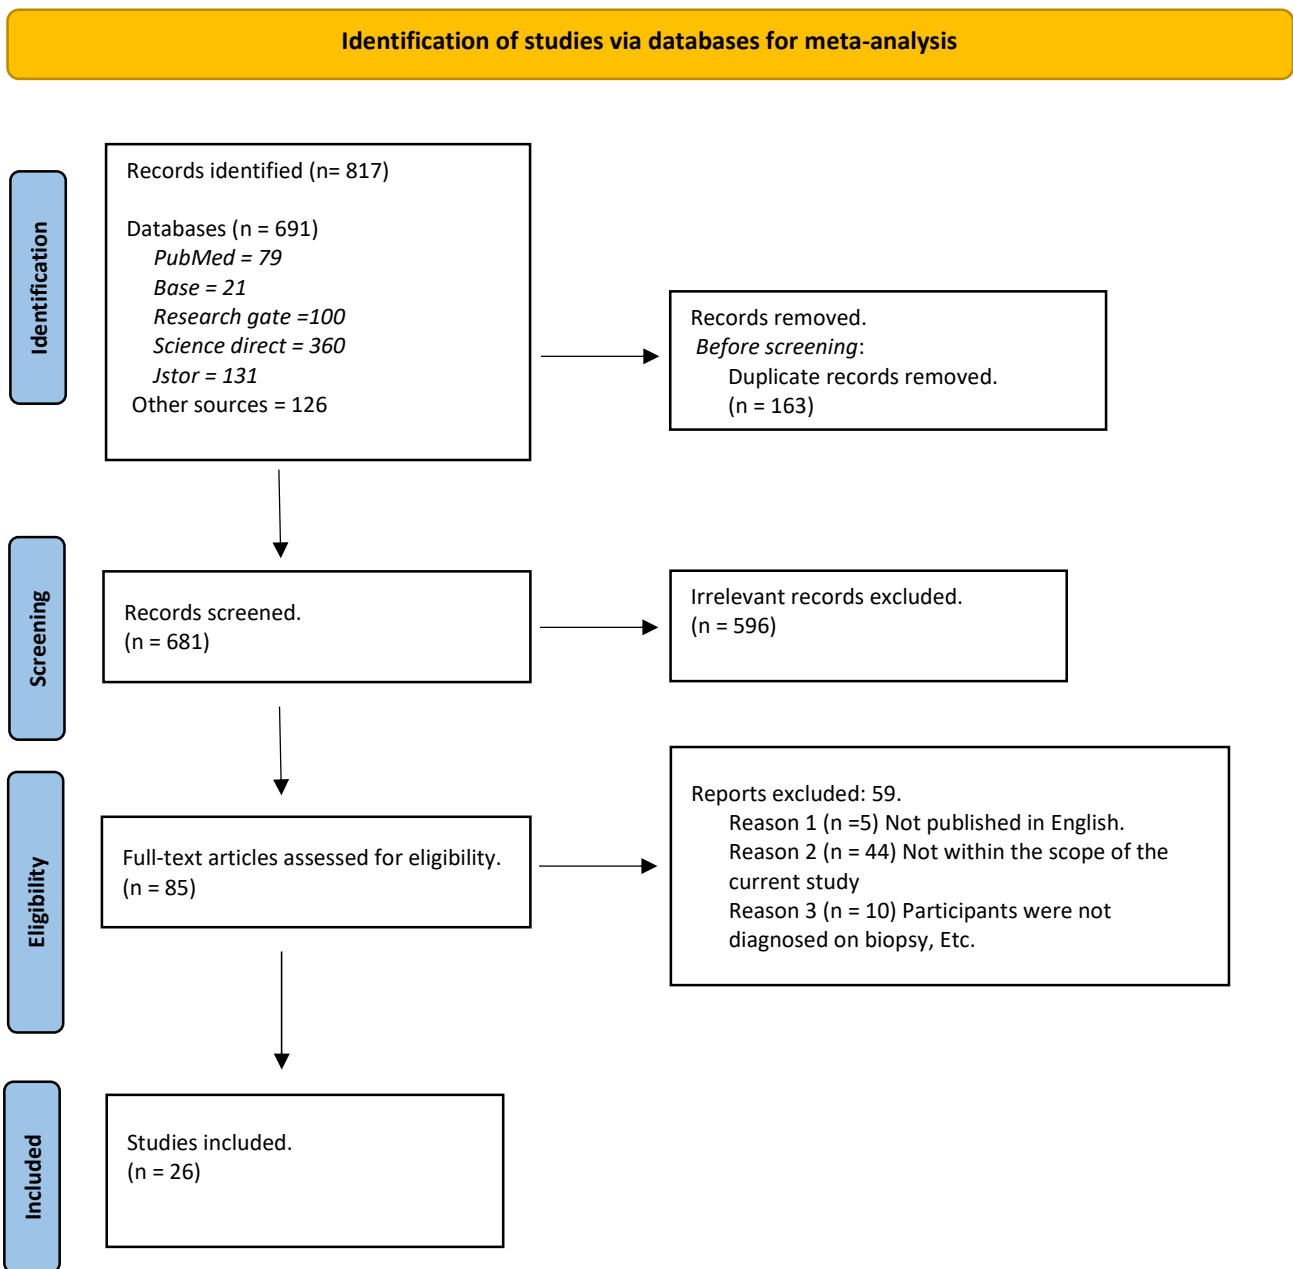 Identification of studies via databases for meta-analysis
Identification
Records identified (n= 817)
Databases (n = 691)
PubMed = 79
Base = 21
Research gate =100
Science direct = 360
Jstor = 131
Other sources = 126
Records removed.
Before screening:
Duplicate records removed.
(n = 163)
Screening
Records screened.
(n = 681)
Irrelevant records excluded.
(n = 596)
Eligibility
Full-text articles assessed for eligibility.
(n = 85)
Reports excluded: 59.
Reason 1 (n =5) Not published in English.
Reason 2 (n = 44) Not within the scope of the
current study
Reason 3 (n = 10) Participants were not
diagnosed on biopsy, Etc.
Included
Studies included.
(n = 26)